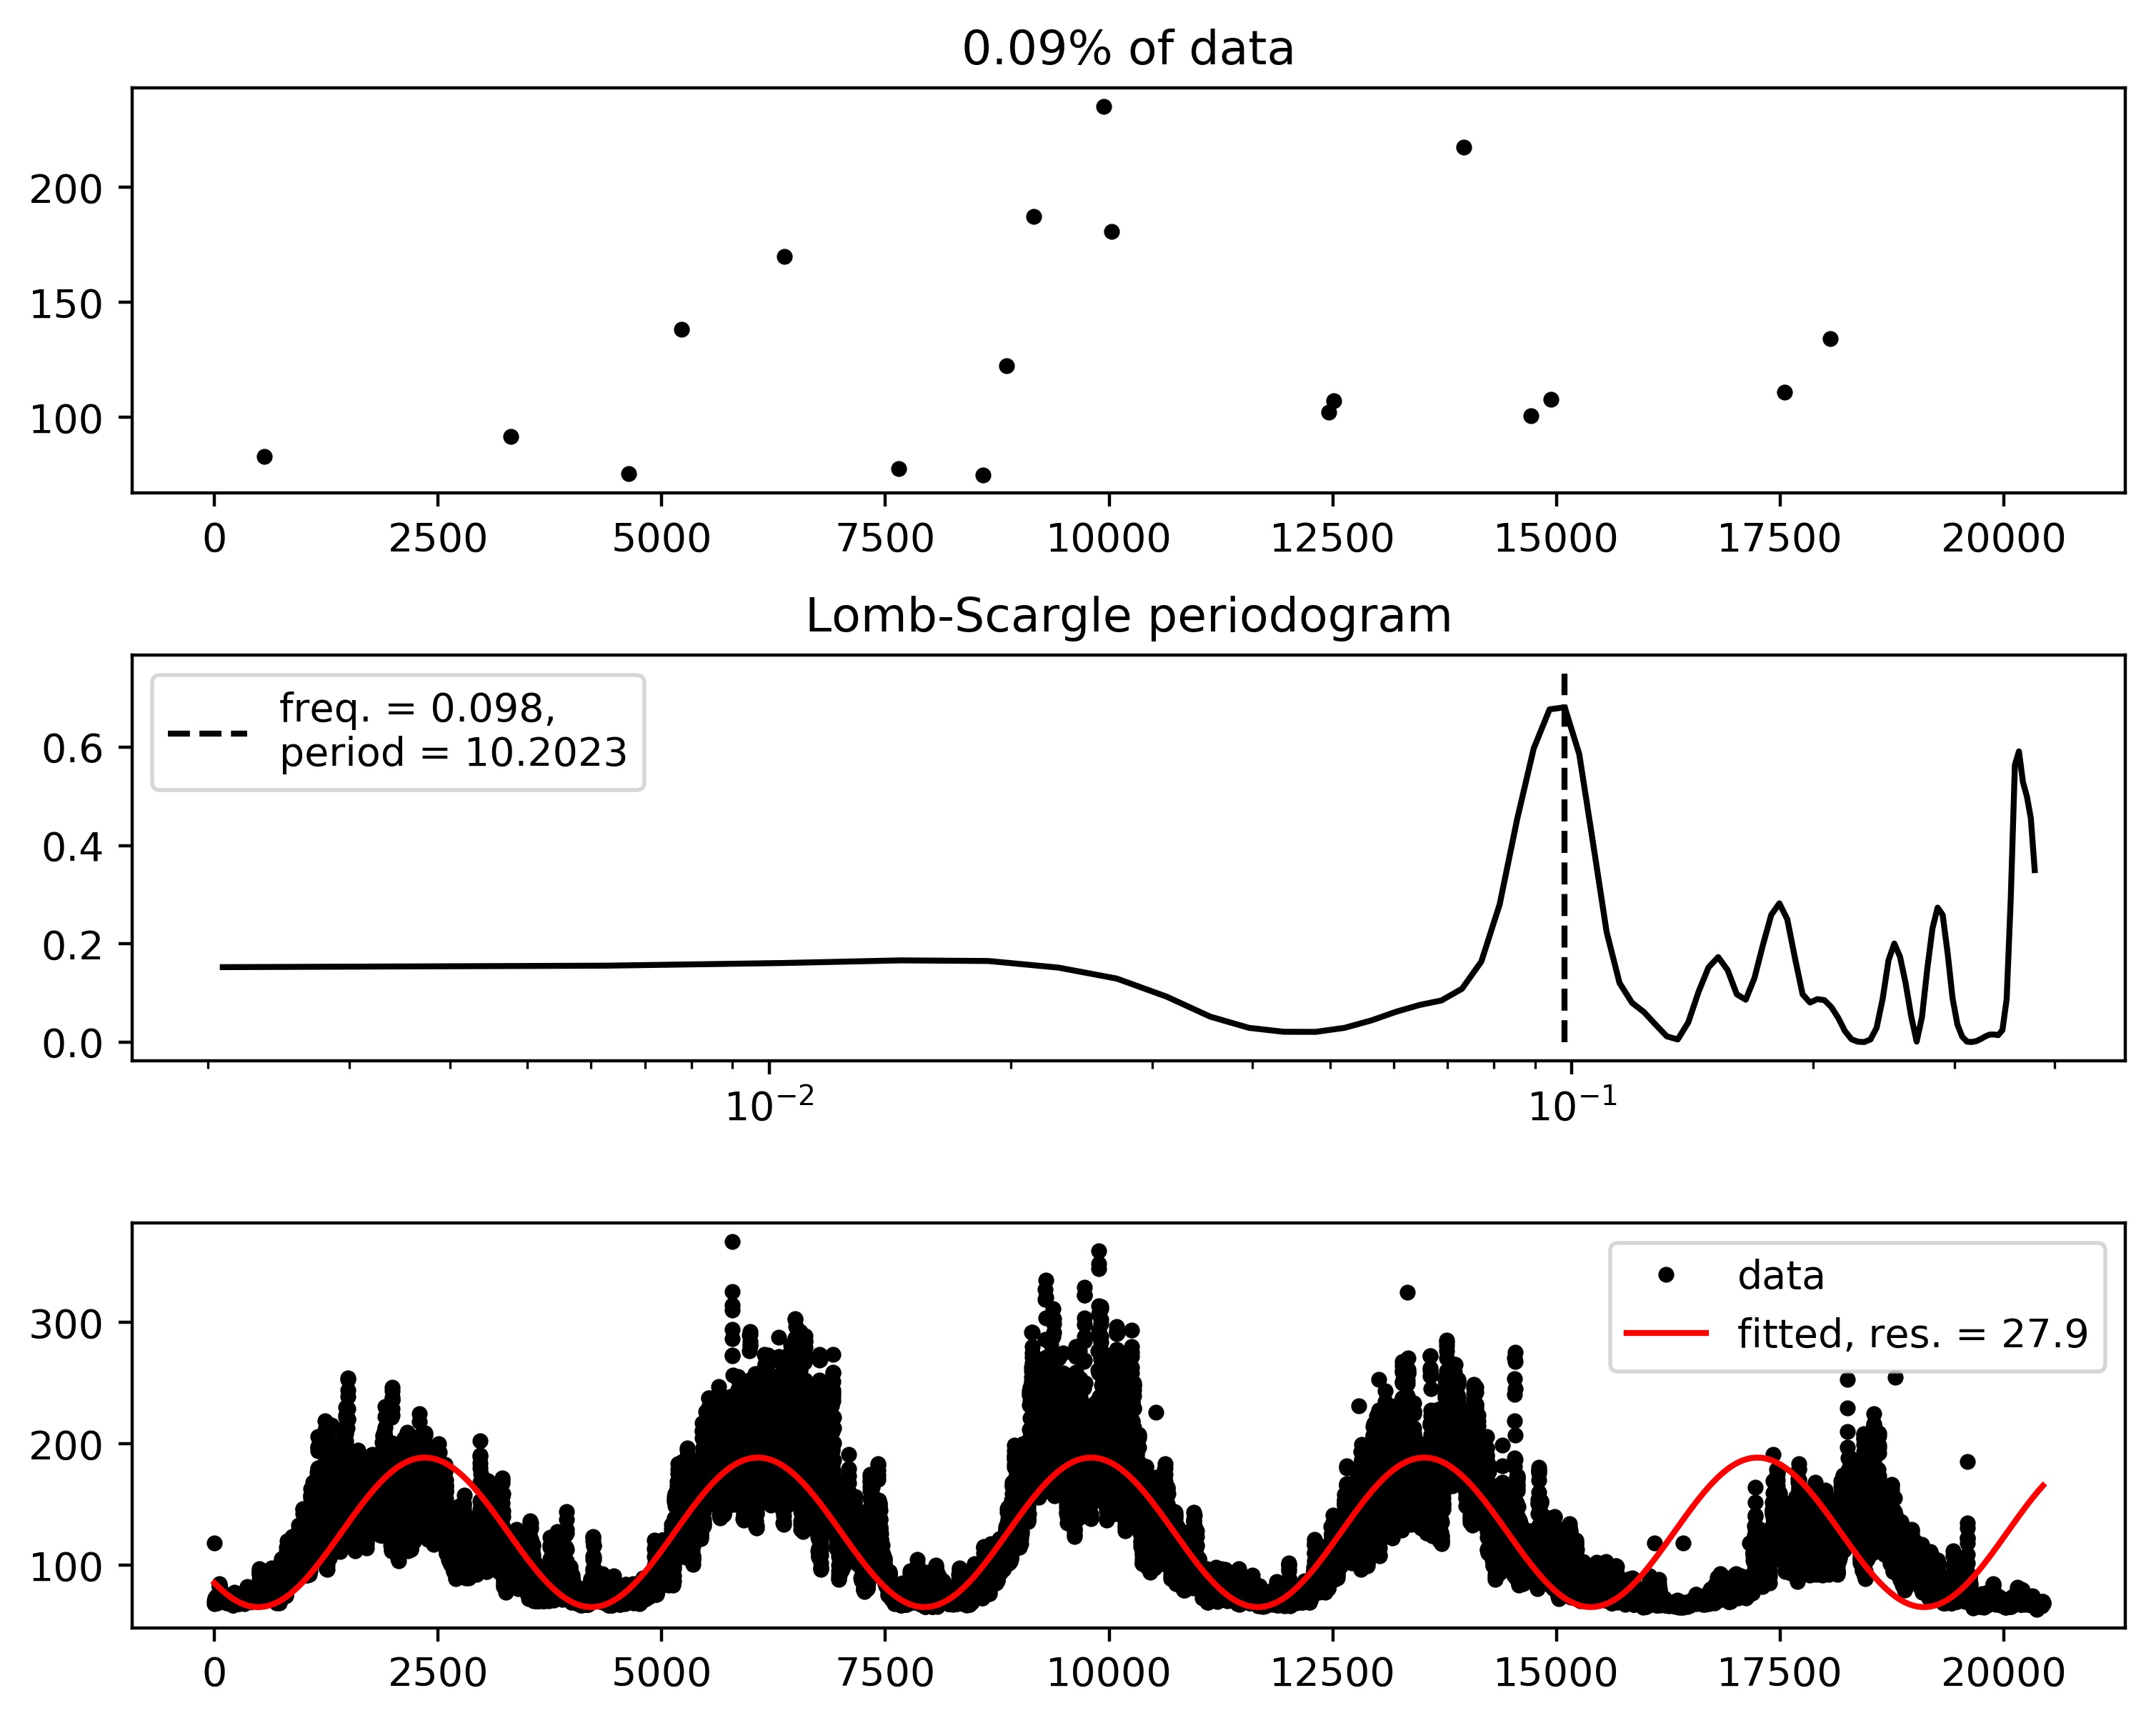 0.09% of data
200
150
100
0 2500 5000 7500 10000 12500 15000 17500 20000
Lomb-Scargle periodogram
freq. = 0.098,
period = 10.2023
0.6
0.4
0.2
0.0
10⁻² 10⁻¹
data
fitted, res. = 27.9
300
200
100
0 2500 5000 7500 10000 12500 15000 17500 20000